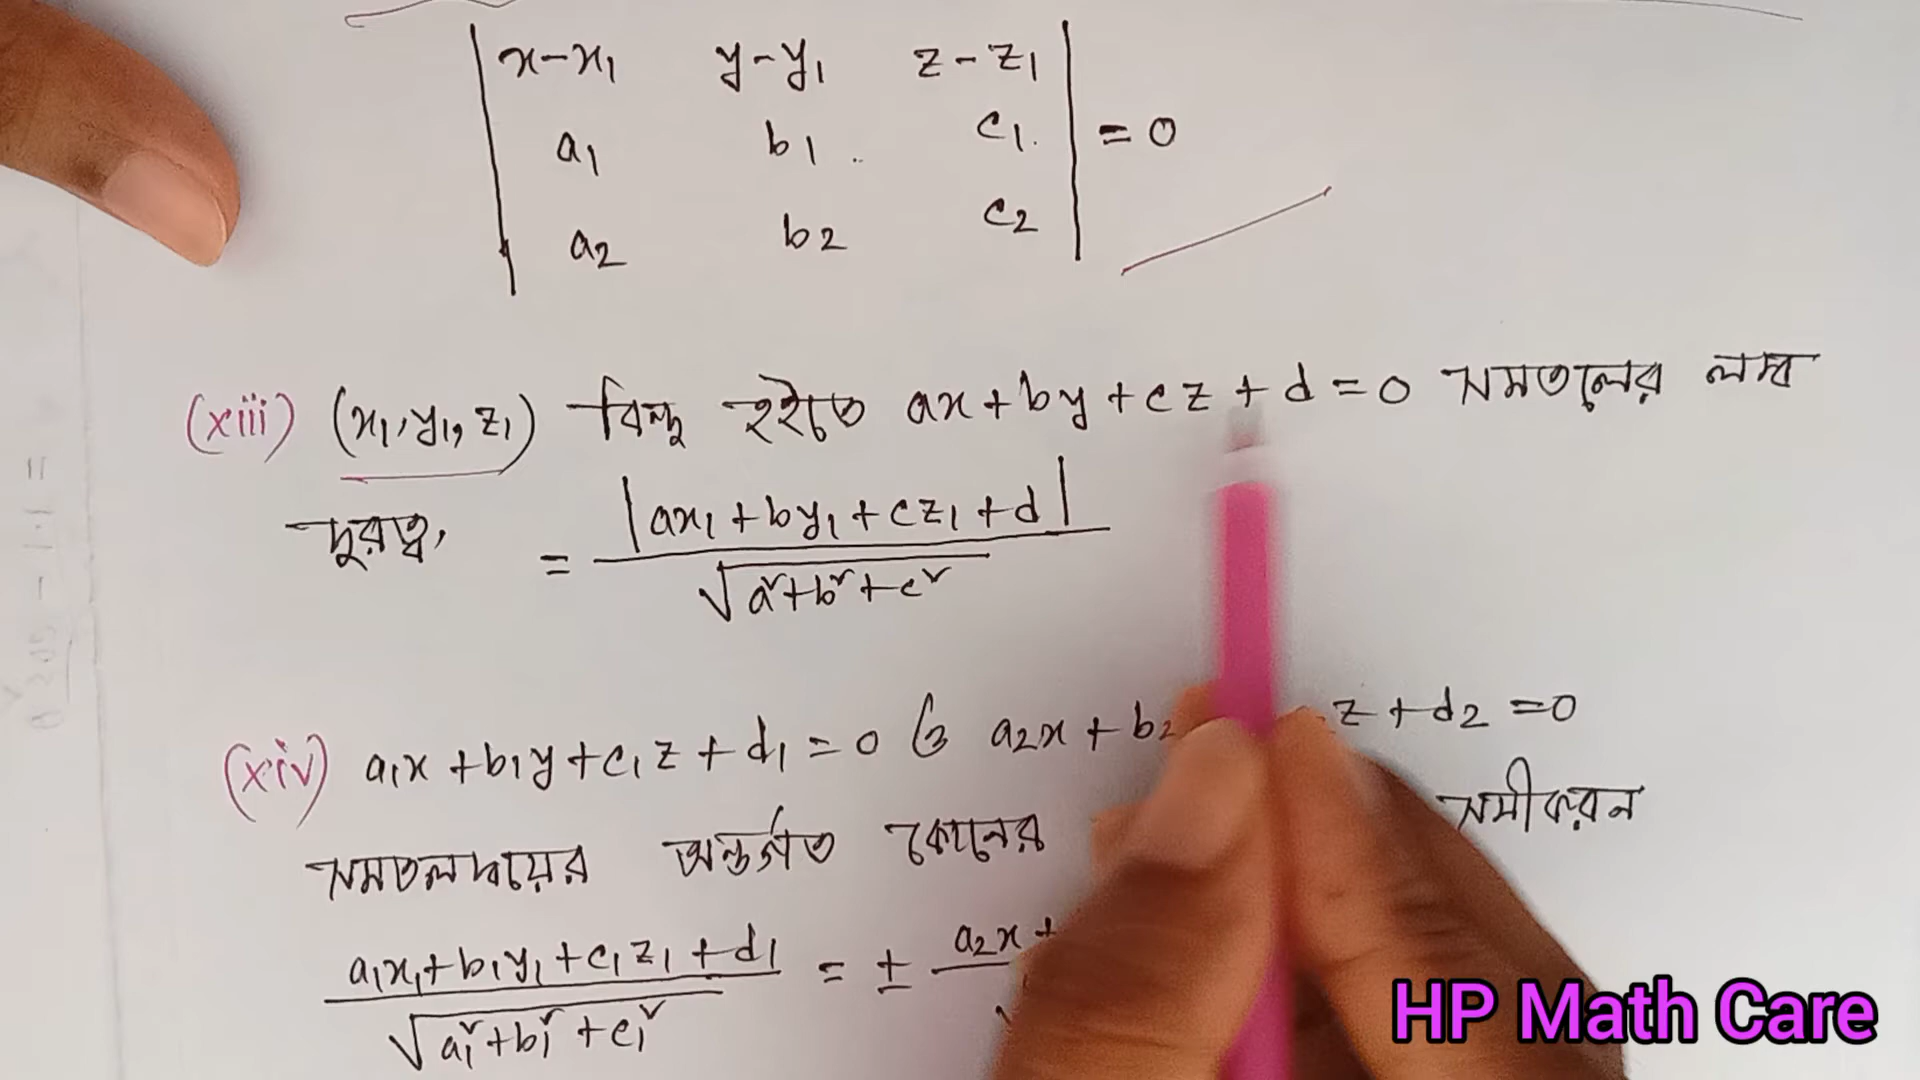 | x-x₁ y-y₁ z-z₁ |
| a₁ b₁ c₁ | = 0
| a₂ b₂ c₂ |
(xiii) (x₁, y₁, z₁) বিন্দু হইতে ax + by + cz + d = 0 সমতলের লম্ব
দূরত্ব, = |ax₁ + by₁ + cz₁ + d| / √a² + b² + c²
(xiv) a₁x + b₁y + c₁z + d₁ = 0 ও a₂x + b₂ z + d₂ = 0
সমতলদ্বয়ের অন্তর্গত কোনের সমীকরন
a₁x₁ + b₁y₁ + c₁z₁ + d₁ / √a₁² + b₁² + c₁² = ± a₂x +
HP Math Care